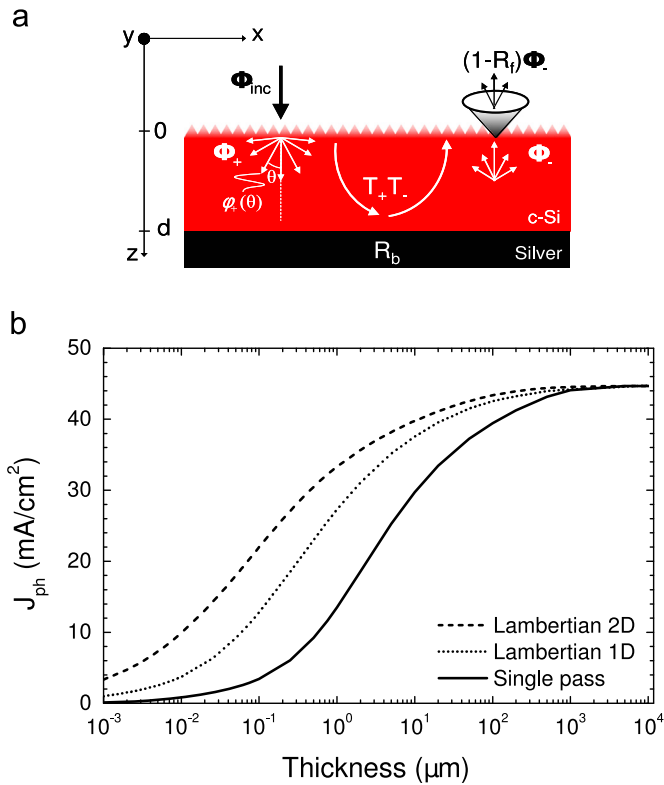 a
y x
Φinc
(1-Rf)Φ-
0
Φ+ θ T+T- Φ-
φ+(θ)
c-Si
d
z Rb Silver
b
50
40
30
20
10
0
Jph (mA/cm²)
Lambertian 2D
Lambertian 1D
Single pass
10⁻³ 10⁻² 10⁻¹ 10⁰ 10¹ 10² 10³ 10⁴
Thickness (μm)